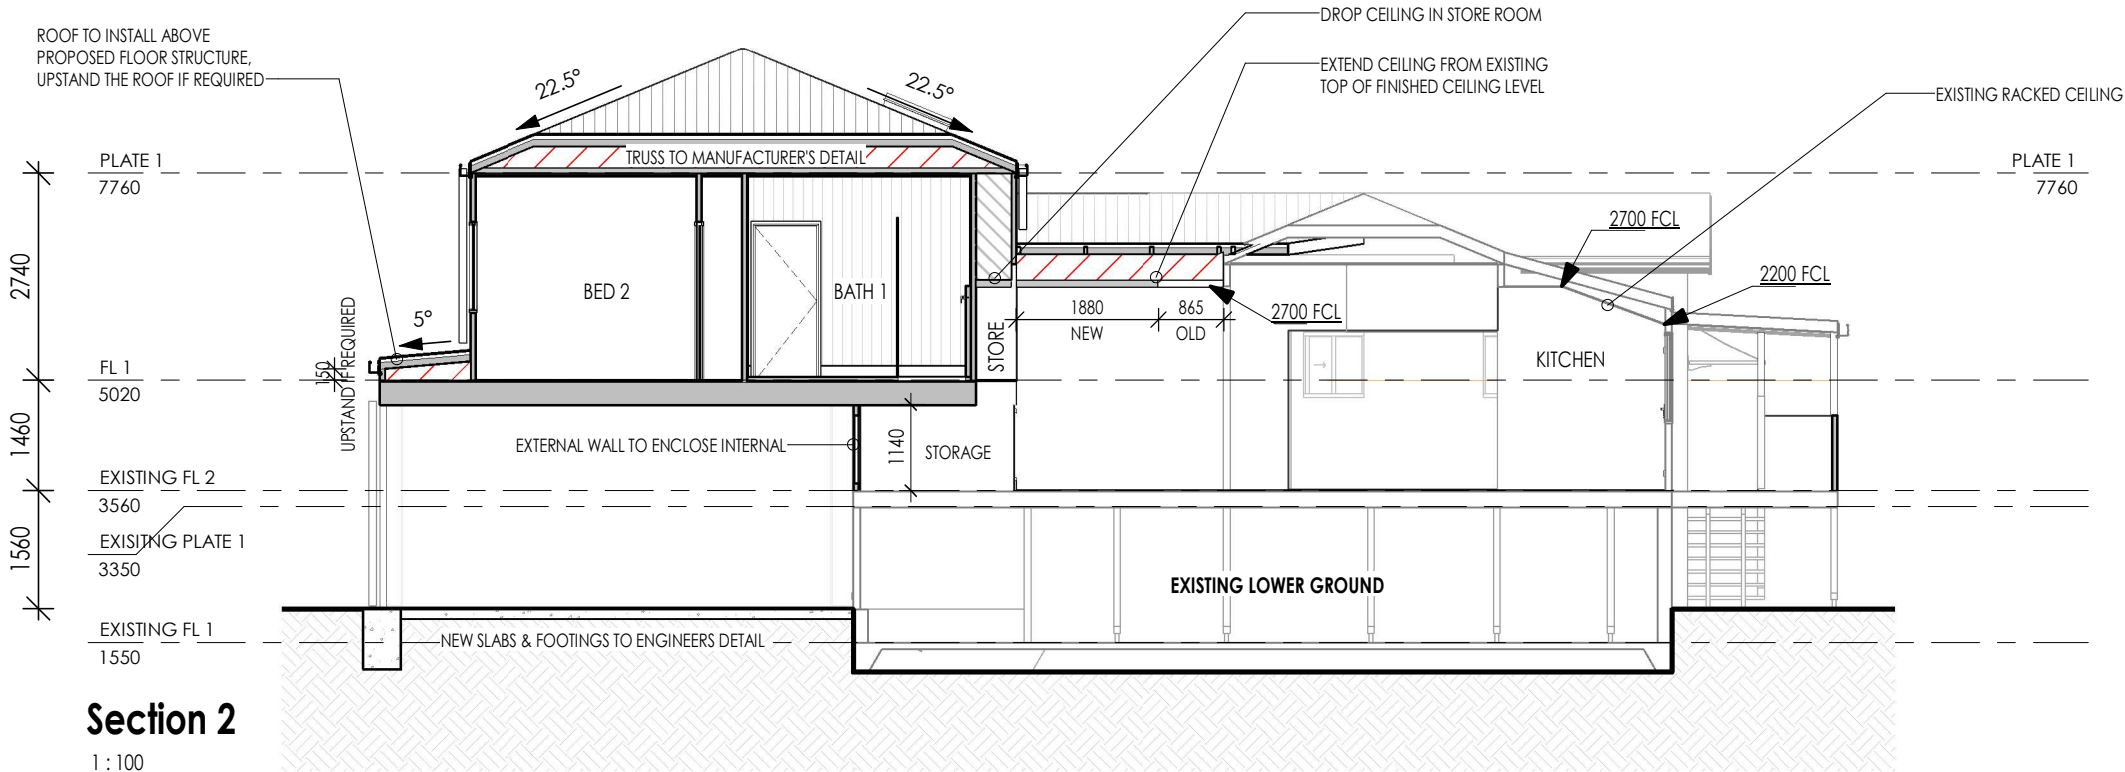 DROP CEILING IN STORE ROOM
ROOF TO INSTALL ABOVE
PROPOSED FLOOR STRUCTURE,
UPSTAND THE ROOF IF REQUIRED
EXTEND CEILING FROM EXISTING
TOP OF FINISHED CEILING LEVEL
EXISTING RACKED CEILING
22.5°
22.5°
PLATE 1
7760
TRUSS TO MANUFACTURER'S DETAIL
PLATE 1
7760
2700 FCL
2200 FCL
2740
BED 2
BATH 1
STORE
1880
NEW
865
OLD
2700 FCL
KITCHEN
5°
150
UPSTAND IF REQUIRED
FL 1
5020
1460
EXTERNAL WALL TO ENCLOSE INTERNAL
1140
STORAGE
EXISTING FL 2
3560
EXISITNG PLATE 1
3350
1560
EXISTING LOWER GROUND
EXISTING FL 1
1550
NEW SLABS & FOOTINGS TO ENGINEERS DETAIL
Section 2
1 : 100